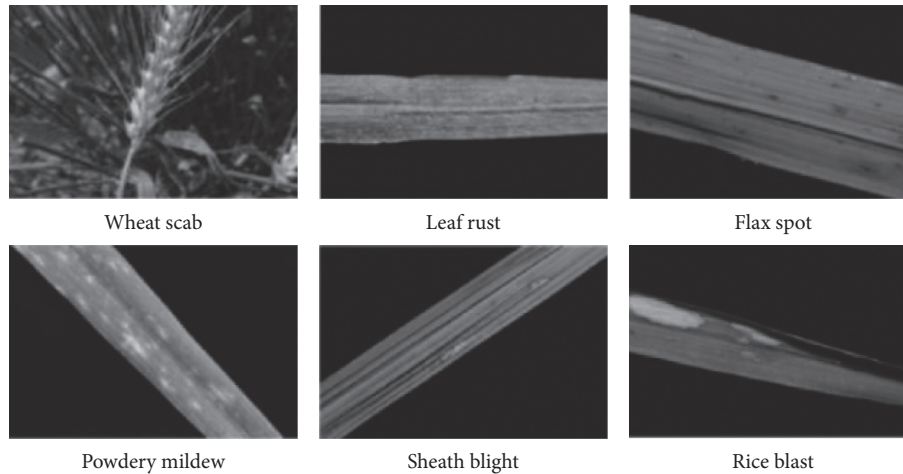 Wheat scab
Leaf rust
Flax spot
Powdery mildew
Sheath blight
Rice blast